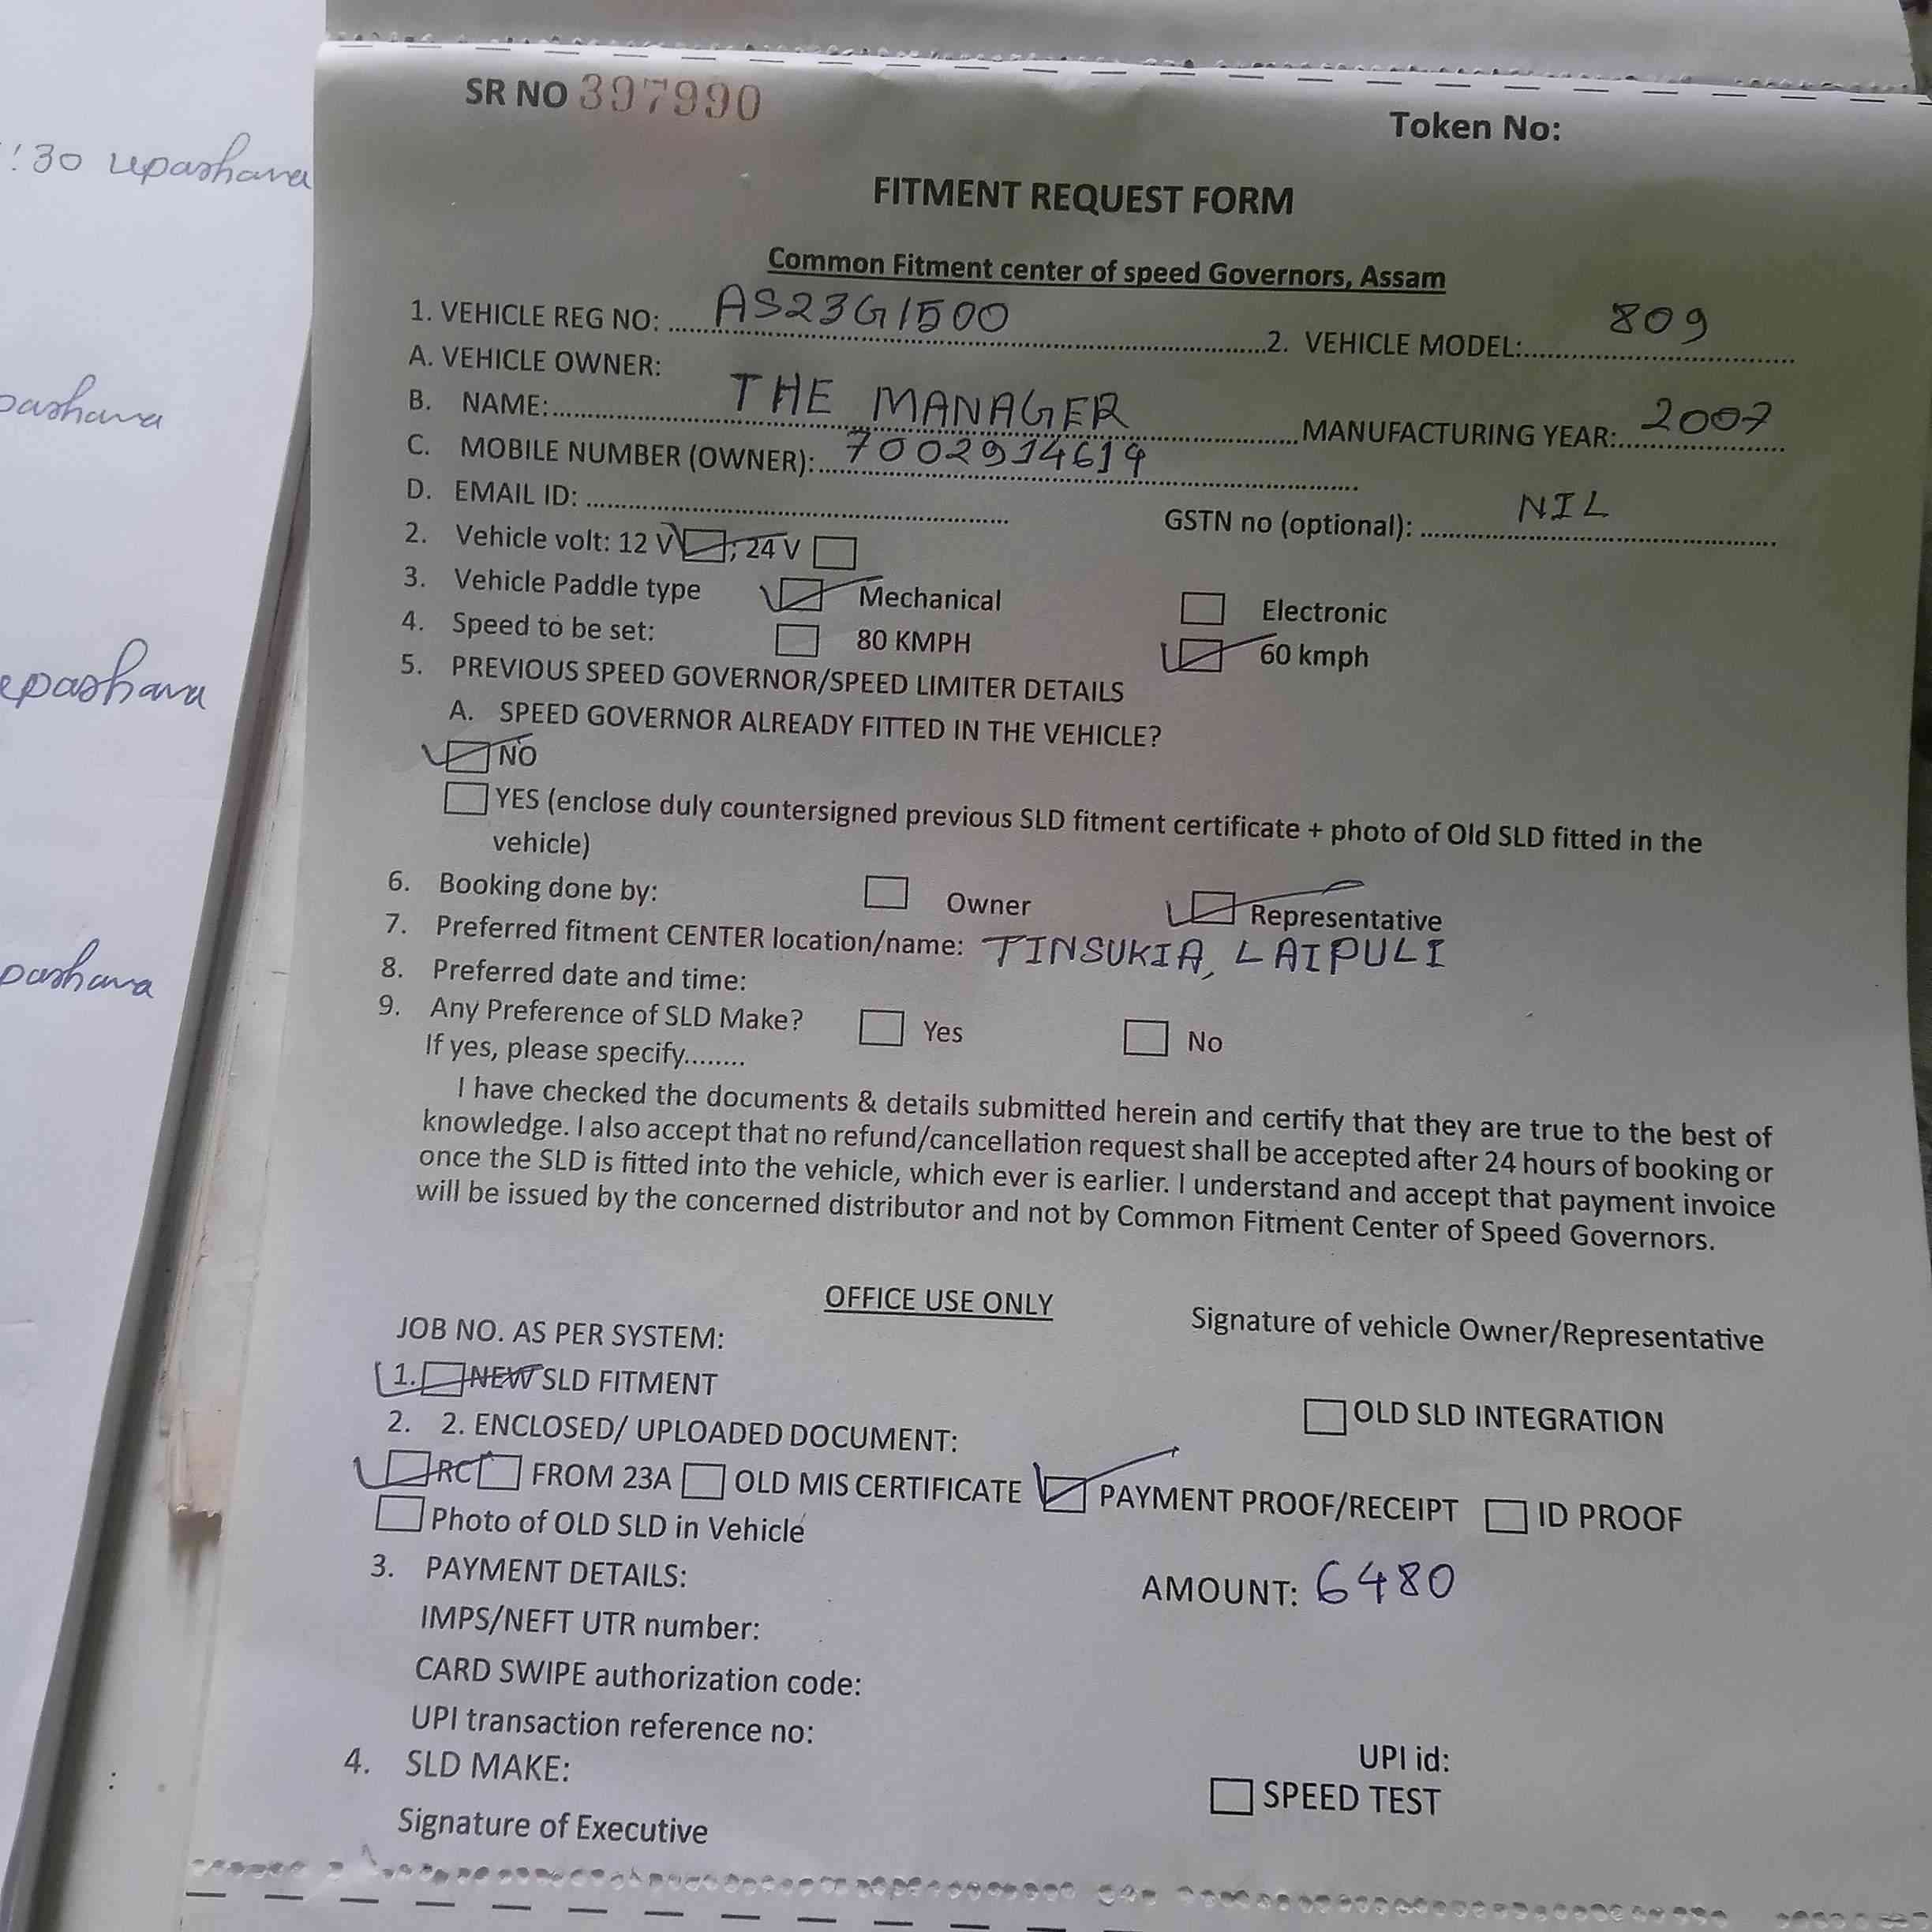 SR NO 397990
Token No:
FITMENT REQUEST FORM
Common Fitment center of speed Governors, Assam
1. VEHICLE REG NO: AS23G1500 2. VEHICLE MODEL: 809
A. VEHICLE OWNER:
B. NAME: THE MANAGER MANUFACTURING YEAR: 2007
C. MOBILE NUMBER (OWNER): 7002914619
D. EMAIL ID: GSTN no (optional): NIL
2. Vehicle volt: 12 V ; 24 V
3. Vehicle Paddle type Mechanical Electronic
4. Speed to be set: 80 KMPH 60 kmph
5. PREVIOUS SPEED GOVERNOR/SPEED LIMITER DETAILS
A. SPEED GOVERNOR ALREADY FITTED IN THE VEHICLE?
NO
YES (enclose duly countersigned previous SLD fitment certificate + photo of Old SLD fitted in the
vehicle)
6. Booking done by: Owner Representative
7. Preferred fitment CENTER location/name: TINSUKIA, LAIPULI
8. Preferred date and time:
9. Any Preference of SLD Make? Yes No
If yes, please specify........
I have checked the documents & details submitted herein and certify that they are true to the best of
knowledge. I also accept that no refund/cancellation request shall be accepted after 24 hours of booking or
once the SLD is fitted into the vehicle, which ever is earlier. I understand and accept that payment invoice
will be issued by the concerned distributor and not by Common Fitment Center of Speed Governors.
OFFICE USE ONLY
Signature of vehicle Owner/Representative
JOB NO. AS PER SYSTEM:
1. NEW SLD FITMENT OLD SLD INTEGRATION
2. 2. ENCLOSED/ UPLOADED DOCUMENT:
RC FROM 23A OLD MIS CERTIFICATE PAYMENT PROOF/RECEIPT ID PROOF
Photo of OLD SLD in Vehicle
3. PAYMENT DETAILS: AMOUNT: 6480
IMPS/NEFT UTR number:
CARD SWIPE authorization code:
UPI transaction reference no: UPI id:
4. SLD MAKE: SPEED TEST
Signature of Executive